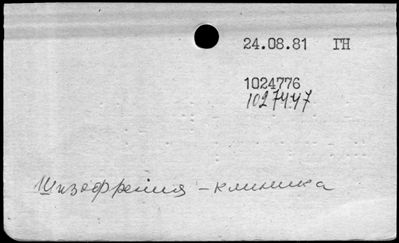 24.08.81 ГН
1024776
1027447
Шизофрения - клиника